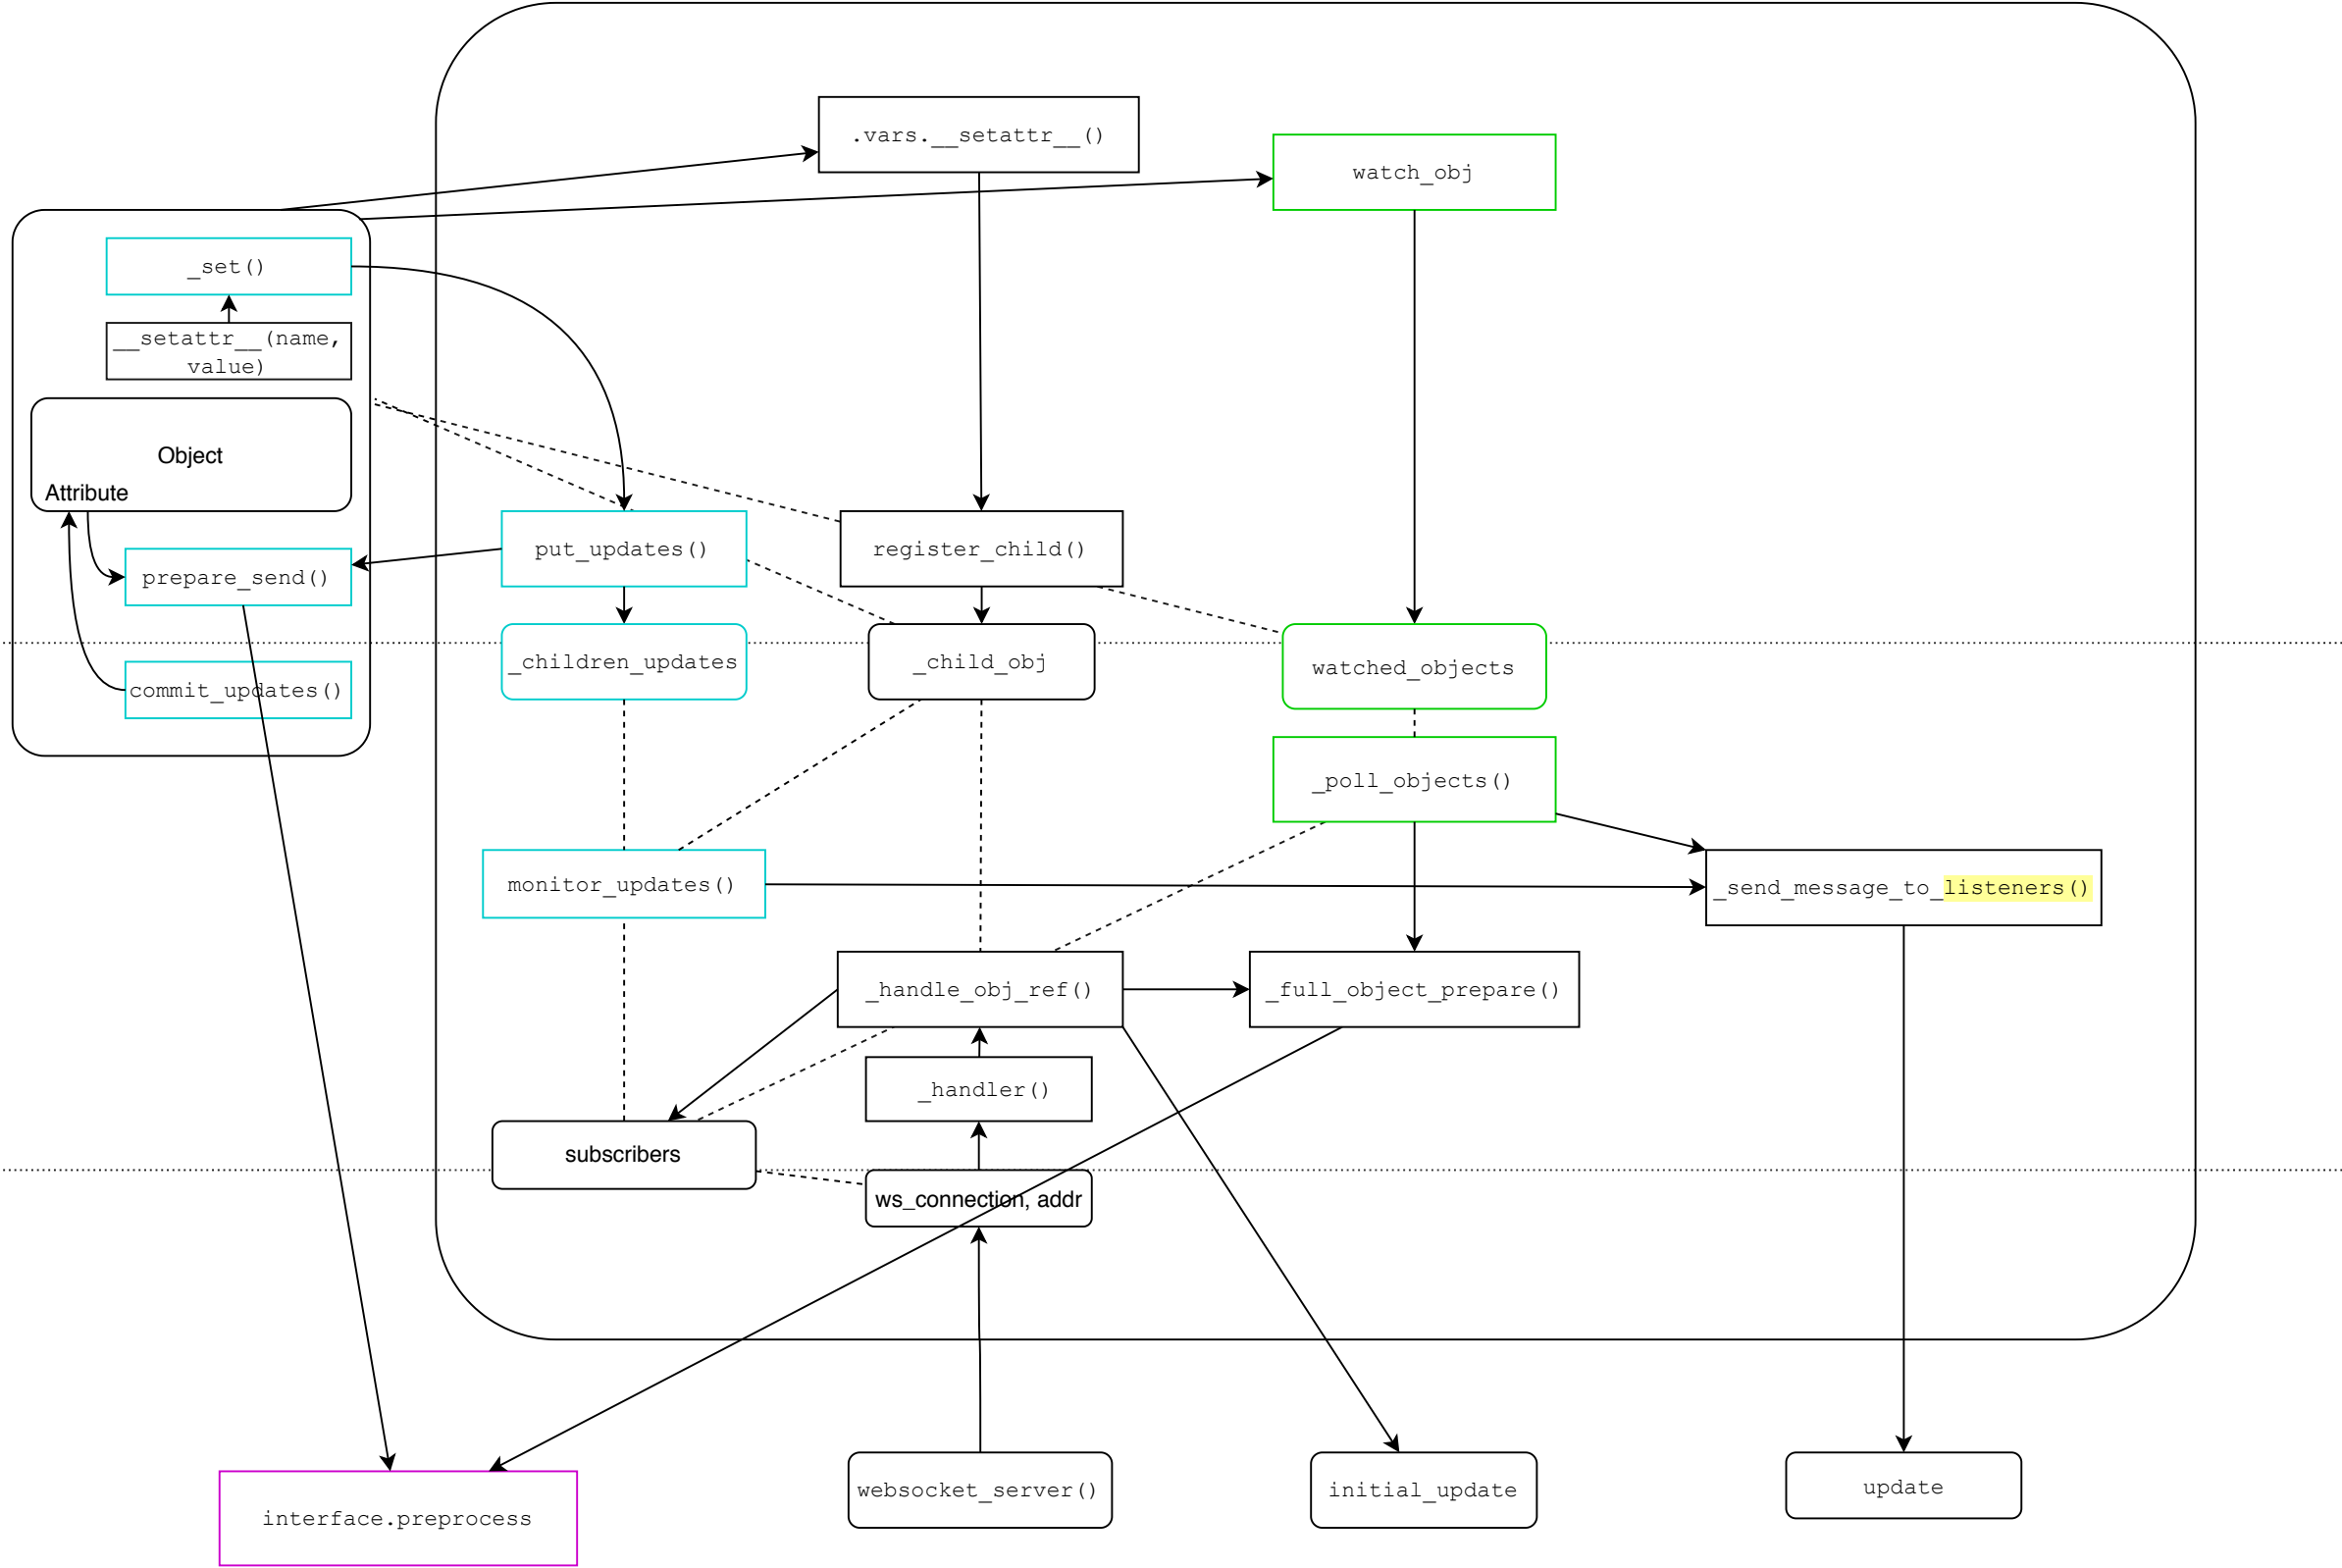 .vars.__setattr__()
watch_obj
_set()
__setattr__(name,
value)
Object
Attribute
put_updates()
register_child()
prepare_send()
_children_updates
_child_obj
watched_objects
commit_updates()
_poll_objects()
monitor_updates()
_send_message_to_listeners()
_handle_obj_ref()
_full_object_prepare()
_handler()
subscribers
ws_connection, addr
websocket_server()
initial_update
update
interface.preprocess